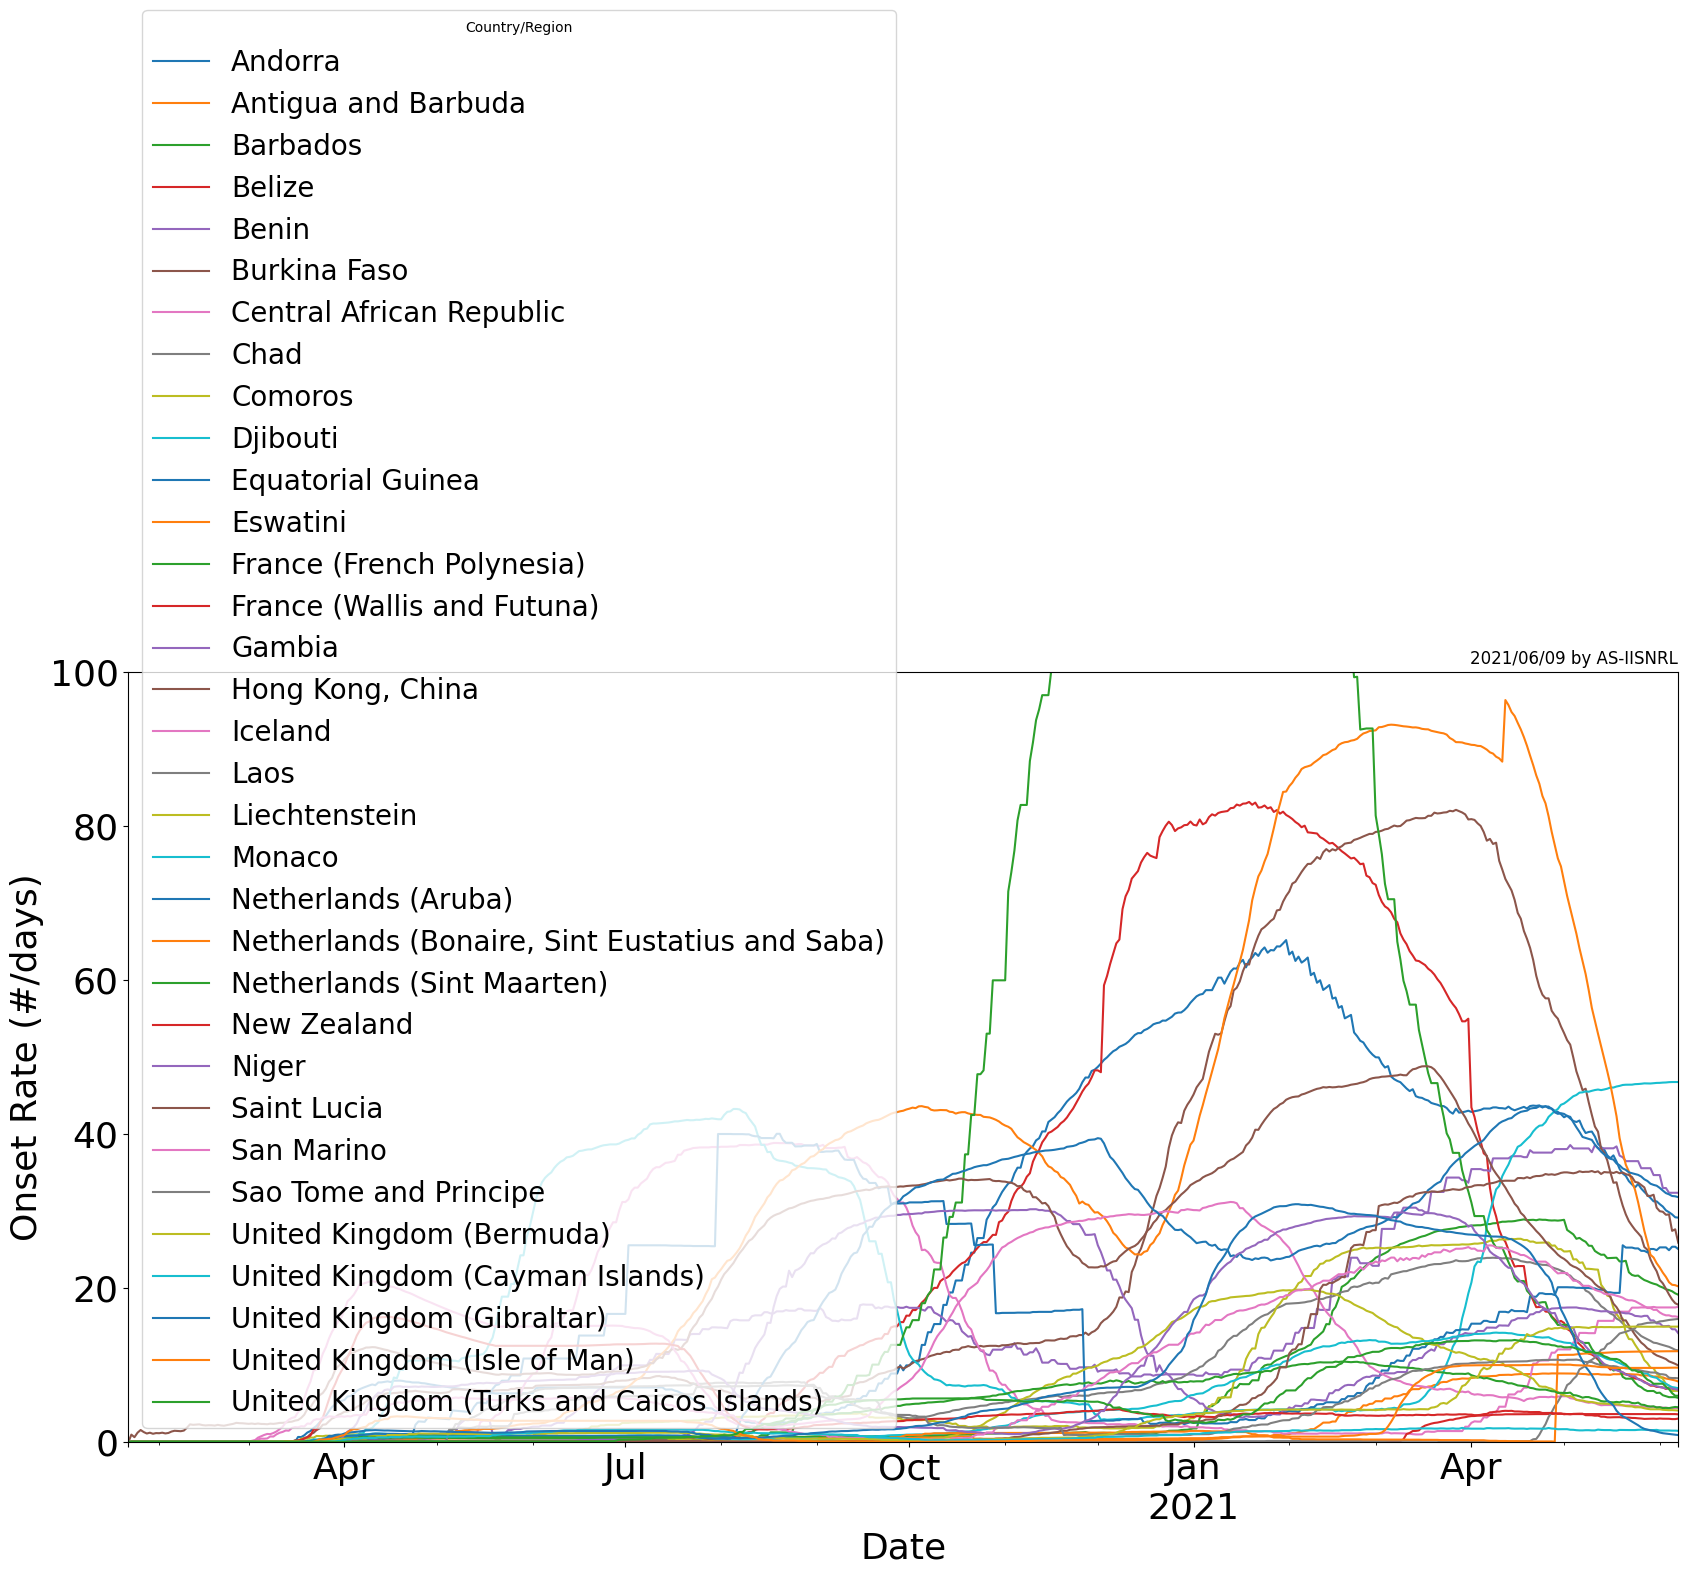 Country/Region
Andorra
Antigua and Barbuda
Barbados
Belize
Benin
Burkina Faso
Central African Republic
Chad
Comoros
Djibouti
Equatorial Guinea
Eswatini
France (French Polynesia)
France (Wallis and Futuna)
Gambia
Hong Kong, China
Iceland
Laos
Liechtenstein
Monaco
Netherlands (Aruba)
Netherlands (Bonaire, Sint Eustatius and Saba)
Netherlands (Sint Maarten)
New Zealand
Niger
Saint Lucia
San Marino
Sao Tome and Principe
United Kingdom (Bermuda)
United Kingdom (Cayman Islands)
United Kingdom (Gibraltar)
United Kingdom (Isle of Man)
United Kingdom (Turks and Caicos Islands)
2021/06/09 by AS-IISNRL
Onset Rate (#/days)
100
80
60
40
20
0
Apr Jul Oct Jan Apr
2021
Date